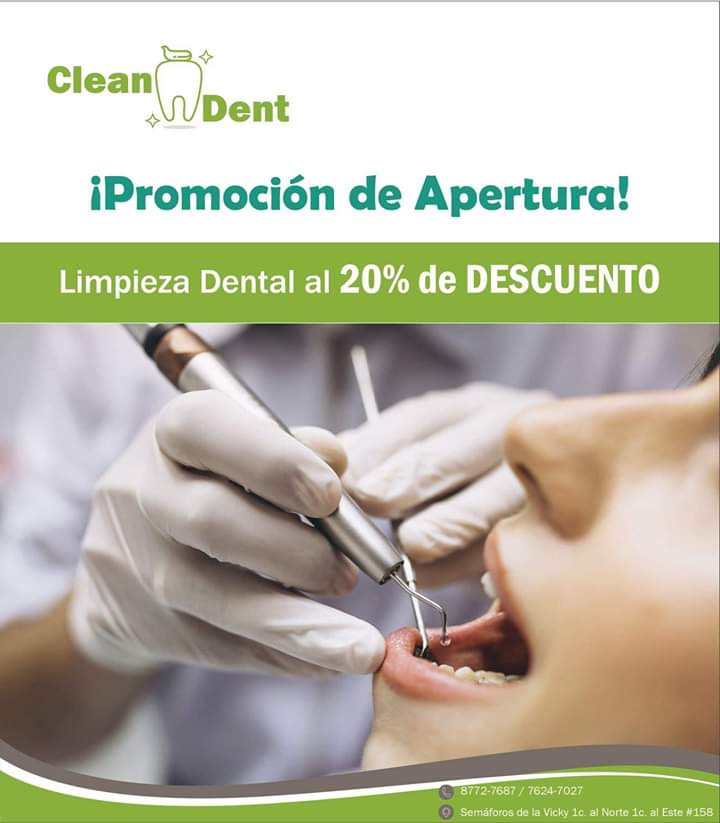 Clean
Dent
¡Promoción de Apertura!
Limpieza Dental al 20% de DESCUENTO
8772-7687 / 7624-7027
Semáforos de la Vicky 1c. al Norte 1c. al Este #158